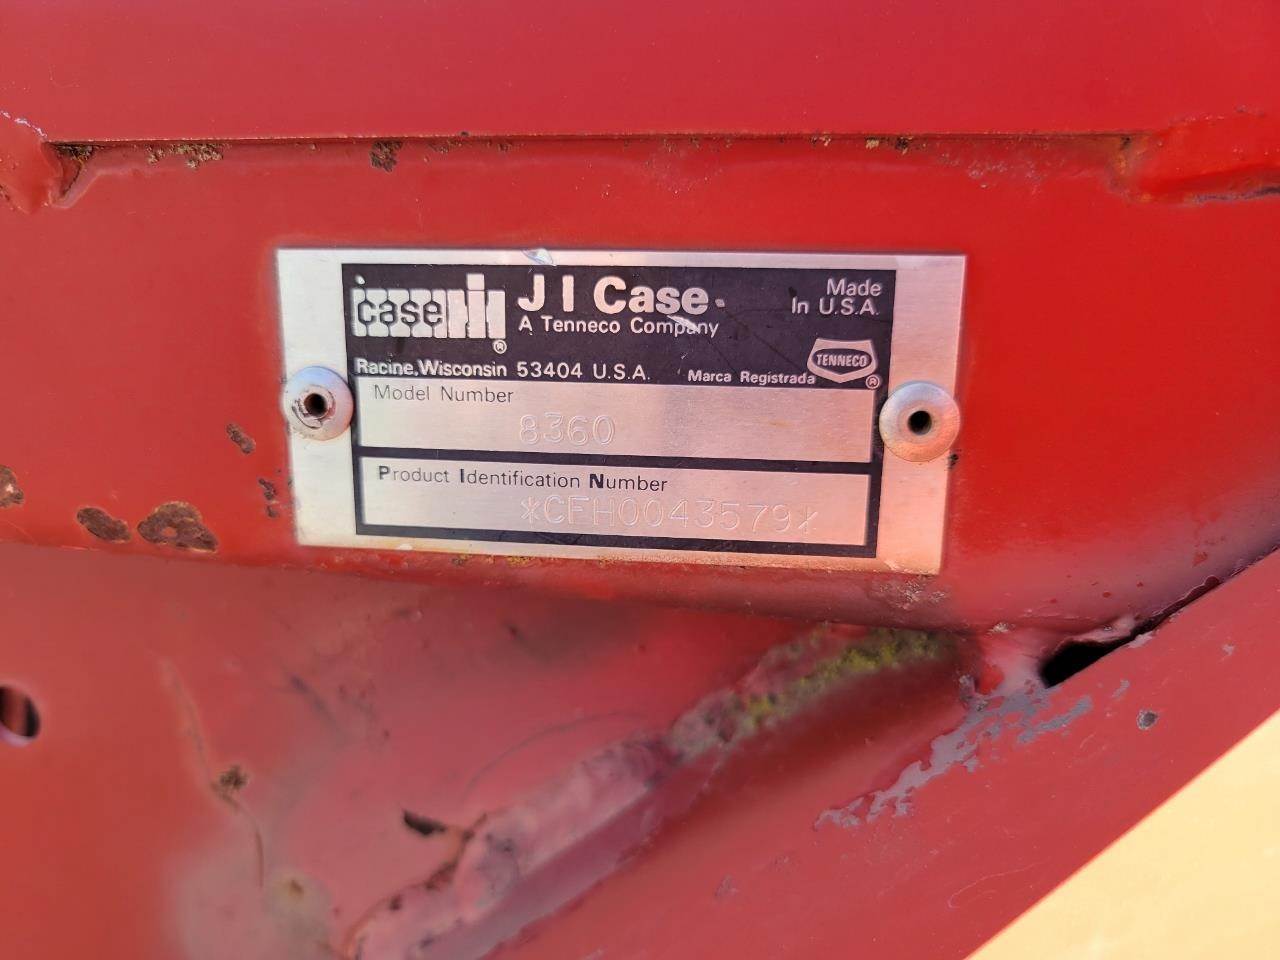 case IH ®
J I Case
A Tenneco Company
Made
In U.S.A.
Racine, Wisconsin 53404 U.S.A.
Marca Registrada
TENNECO ®
Model Number
8360
Product Identification Number
*CFH0043579*